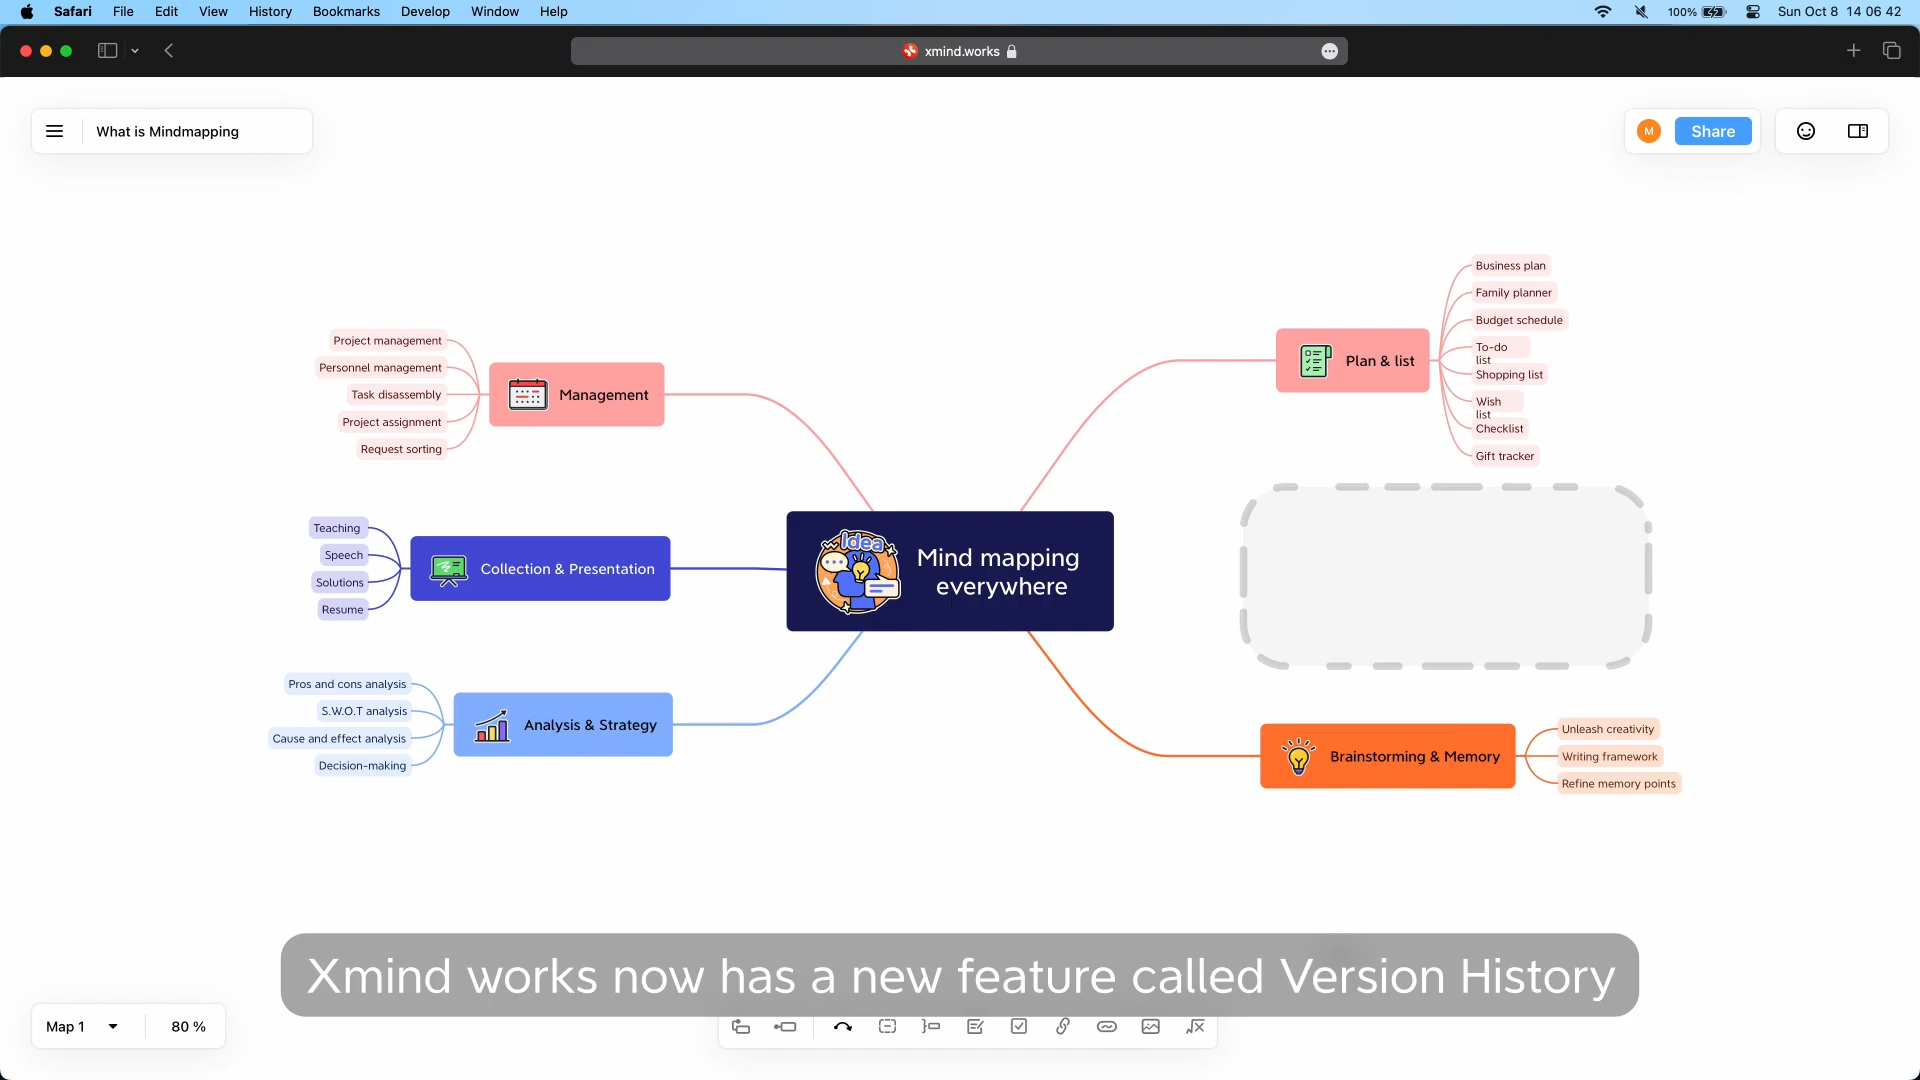 Safari File Edit View History Bookmarks Develop Window Help 100% Sun Oct 8 14 06 42
xmind.works
What is Mindmapping
M Share
Business plan
Family planner
Budget schedule
To-do
list
Shopping list
Wish
list
Checklist
Gift tracker
Plan & list
Project management
Personnel management
Task disassembly
Project assignment
Request sorting
Management
Teaching
Speech
Solutions
Resume
Collection & Presentation
Idea
Mind mapping
everywhere
Pros and cons analysis
S.W.O.T analysis
Cause and effect analysis
Decision-making
Analysis & Strategy
Brainstorming & Memory
Unleash creativity
Writing framework
Refine memory points
Xmind works now has a new feature called Version History
Map 1 80 %